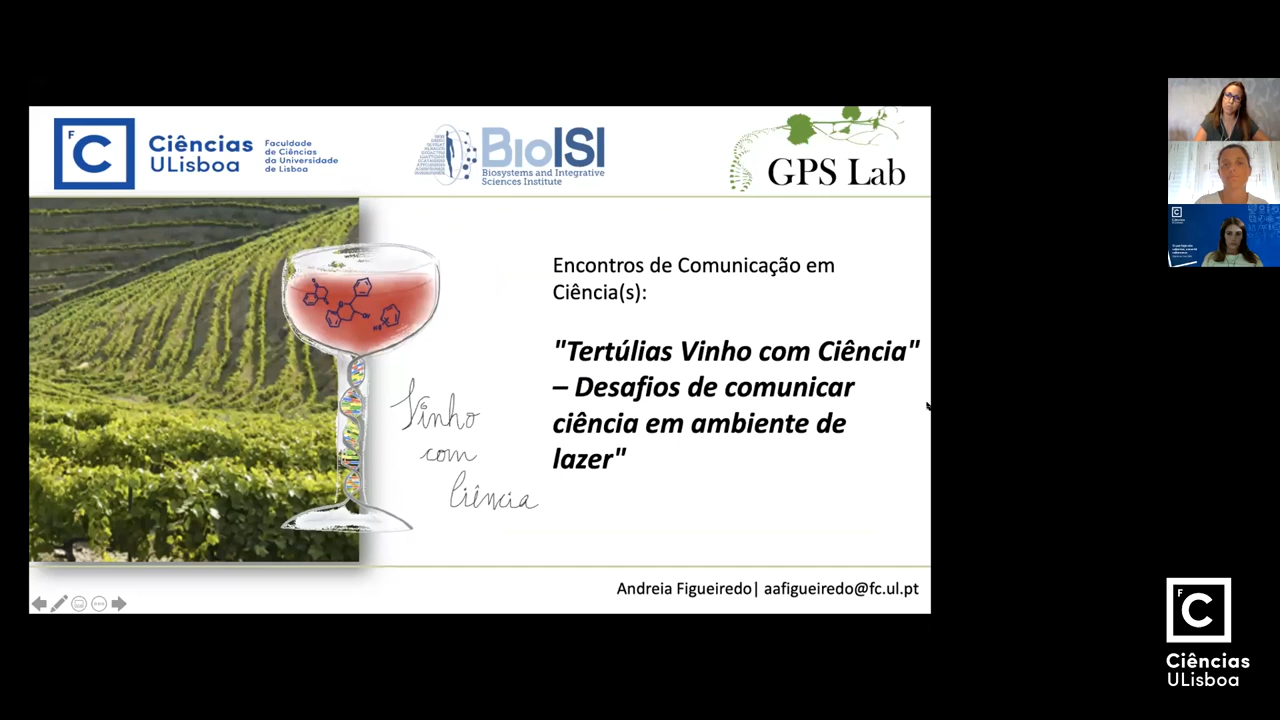 F
C
Ciências
ULisboa
Faculdade
de Ciências
da Universidade
de Lisboa
BioISI
Biosystems and Integrative
Sciences Institute
GPS Lab
Encontros de Comunicação em
Ciência(s):
"Tertúlias Vinho com Ciência"
– Desafios de comunicar
ciência em ambiente de
lazer"
Vinho
com
Ciência
Andreia Figueiredo| aafigueiredo@fc.ul.pt
F
C
Ciências
ULisboa